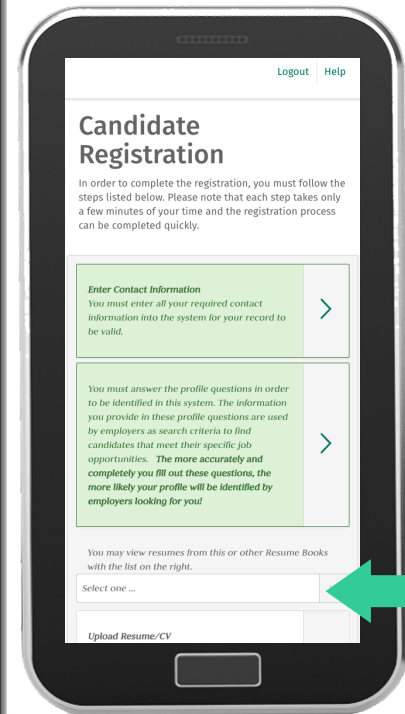 Logout Help
Candidate
Registration
In order to complete the registration, you must follow the
steps listed below. Please note that each step takes only
a few minutes of your time and the registration process
can be completed quickly.
Enter Contact Information
You must enter all your required contact
information into the system for your record to
be valid.
You must answer the profile questions in order
to be identified in this system. The information
you provide in these profile questions are used
by employers as search criteria to find
candidates that meet their specific job
opportunities. The more accurately and
completely you fill out these questions, the
more likely your profile will be identified by
employers looking for you!
You may view resumes from this or other Resume Books
with the list on the right.
Select one ...
Upload Resume/CV